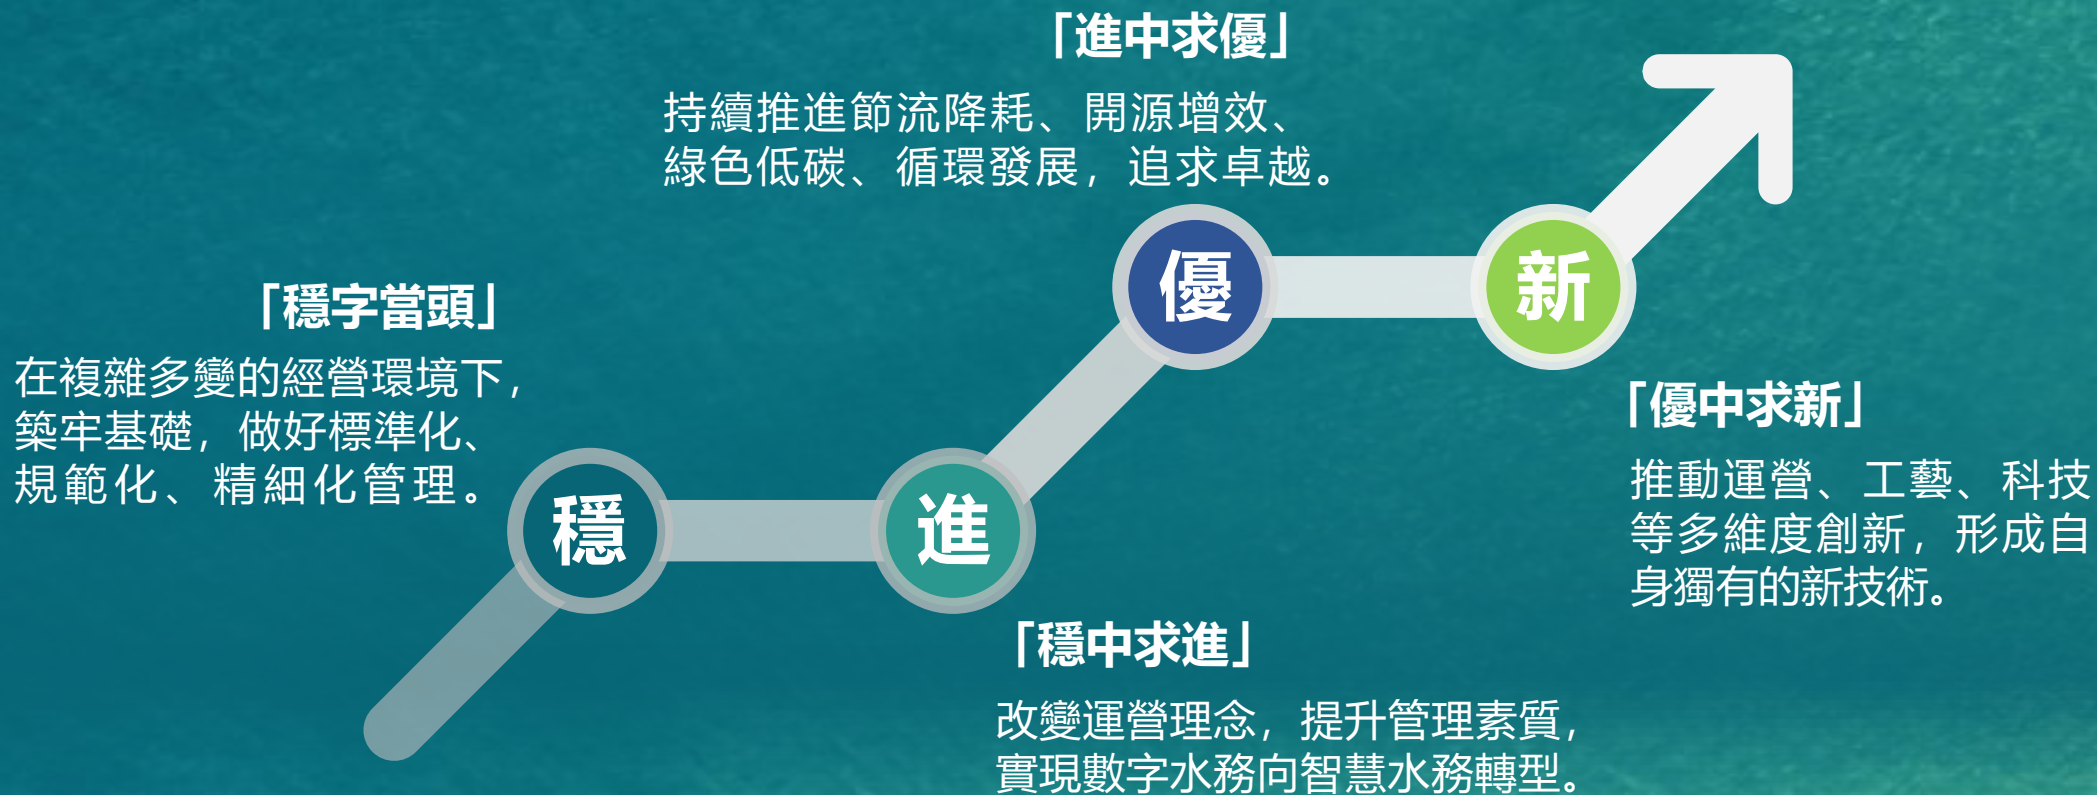 「進中求優」
持續推進節流降耗、開源增效、
綠色低碳、循環發展，追求卓越。
「穩字當頭」
在複雜多變的經營環境下，
築牢基礎，做好標準化、
規範化、精細化管理。
優
新
「優中求新」
推動運營、工藝、科技
等多維度創新，形成自
身獨有的新技術。
穩
進
「穩中求進」
改變運營理念，提升管理素質，
實現數字水務向智慧水務轉型。